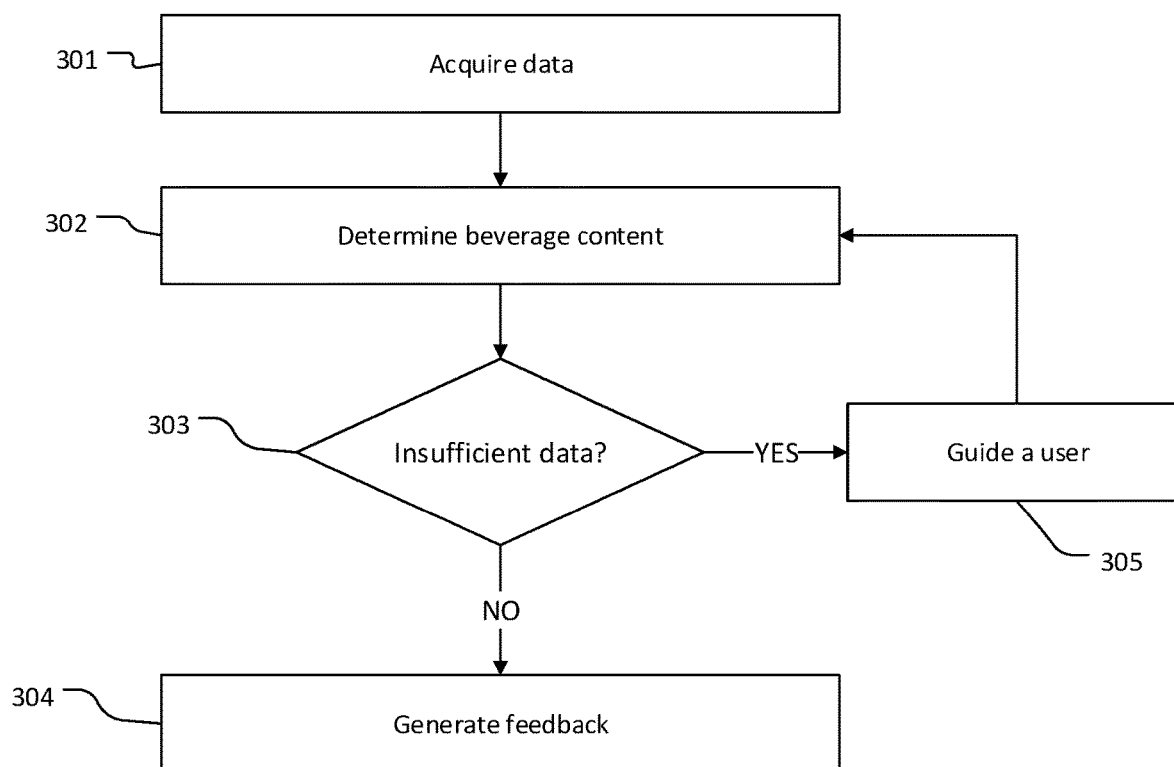 301
Acquire data
302
Determine beverage content
303
Insufficient data?
YES
Guide a user
305
NO
304
Generate feedback